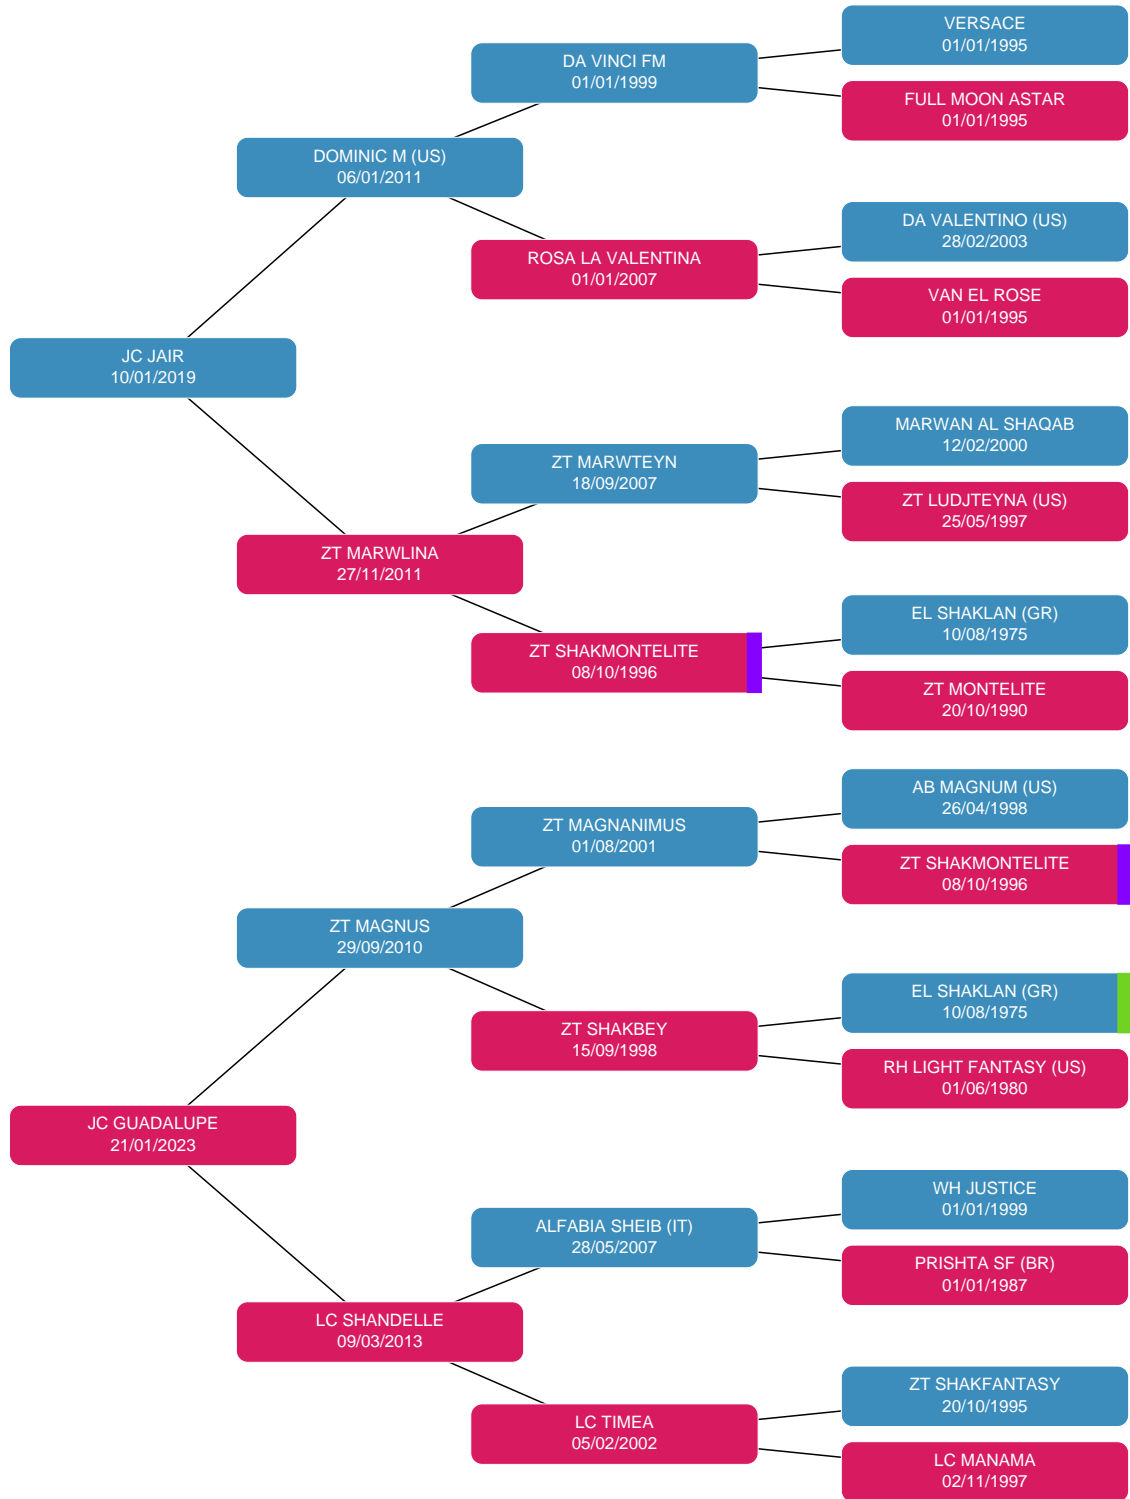 VERSACE
01/01/1995
DA VINCI FM
01/01/1999
FULL MOON ASTAR
01/01/1995
DOMINIC M (US)
06/01/2011
DA VALENTINO (US)
28/02/2003
ROSA LA VALENTINA
01/01/2007
VAN EL ROSE
01/01/1995
JC JAIR
10/01/2019
MARWAN AL SHAQAB
12/02/2000
ZT MARWTEYN
18/09/2007
ZT LUDJTEYNA (US)
25/05/1997
ZT MARWLINA
27/11/2011
EL SHAKLAN (GR)
10/08/1975
ZT SHAKMONTELITE
08/10/1996
ZT MONTELITE
20/10/1990
AB MAGNUM (US)
26/04/1998
ZT MAGNANIMUS
01/08/2001
ZT SHAKMONTELITE
08/10/1996
ZT MAGNUS
29/09/2010
EL SHAKLAN (GR)
10/08/1975
ZT SHAKBEY
15/09/1998
RH LIGHT FANTASY (US)
01/06/1980
JC GUADALUPE
21/01/2023
WH JUSTICE
01/01/1999
ALFABIA SHEIB (IT)
28/05/2007
PRISHTA SF (BR)
01/01/1987
LC SHANDELLE
09/03/2013
ZT SHAKFANTASY
20/10/1995
LC TIMEA
05/02/2002
LC MANAMA
02/11/1997